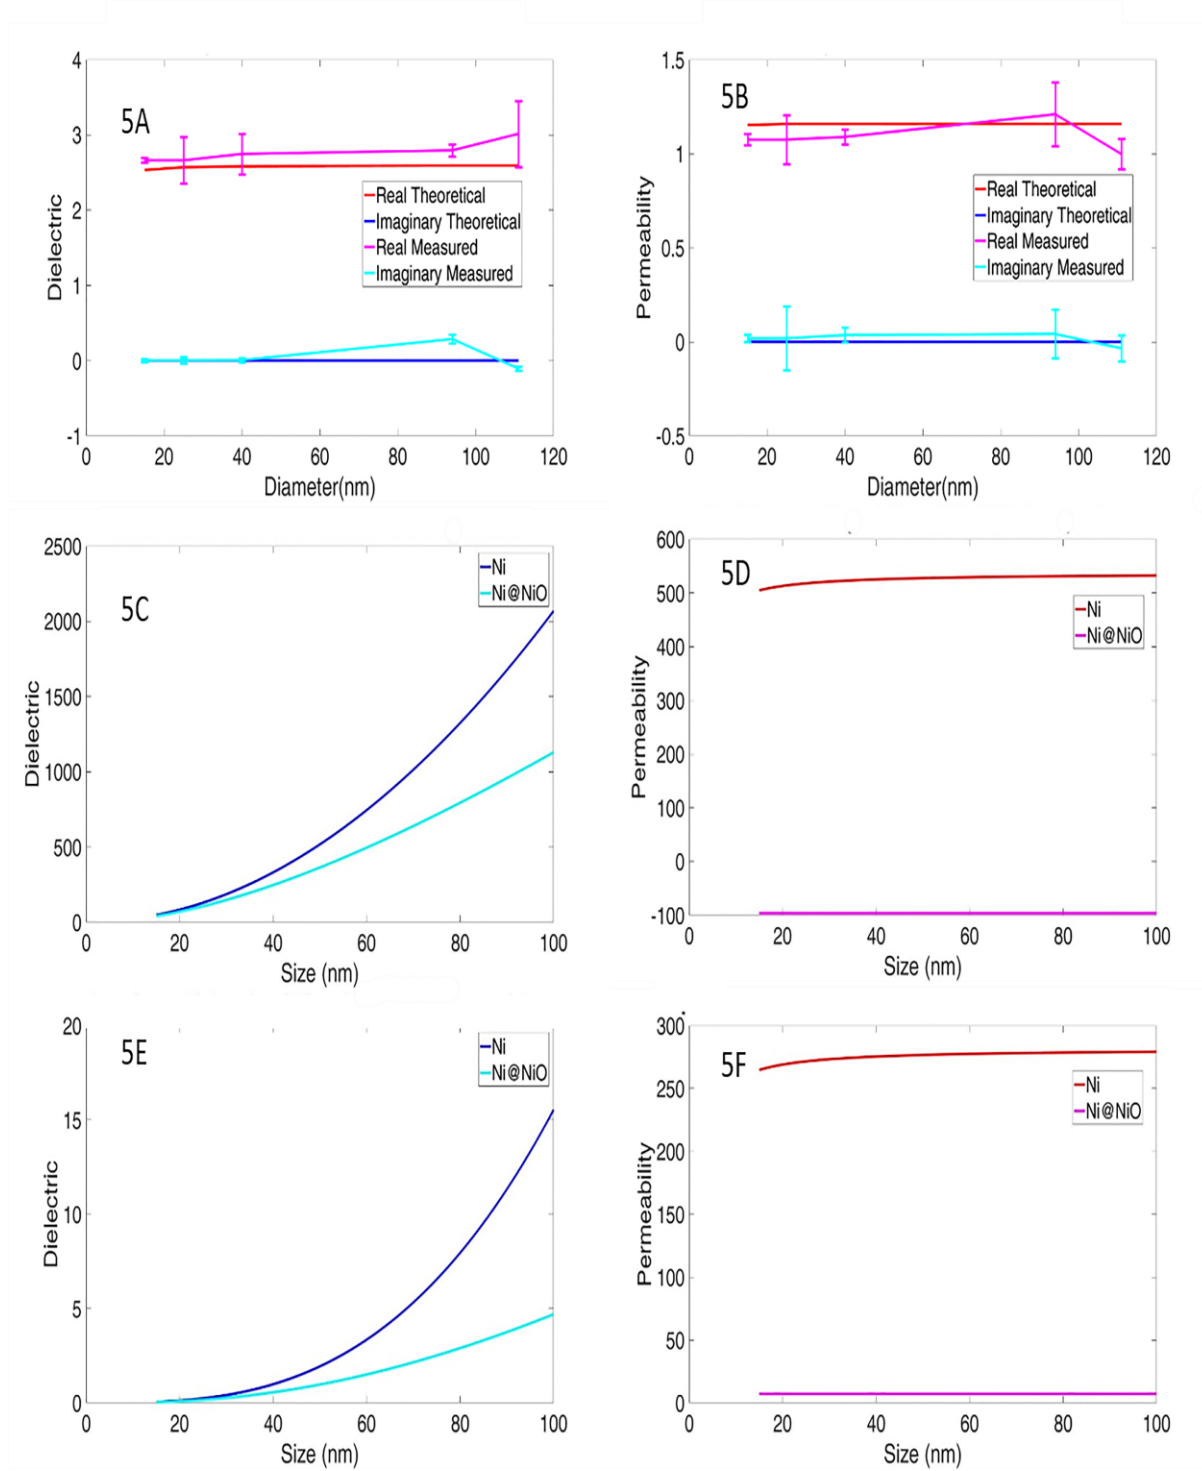 5A
4
3
2
1
0
-1
Dielectric
Real Theoretical
Imaginary Theoretical
Real Measured
Imaginary Measured
0 20 40 60 80 100 120
Diameter(nm)
5B
1.5
1
0.5
0
-0.5
Permeability
Real Theoretical
Imaginary Theoretical
Real Measured
Imaginary Measured
0 20 40 60 80 100 120
Diameter(nm)
5C
2500
2000
1500
1000
500
0
Dielectric
Ni
Ni@NiO
0 20 40 60 80 100
Size (nm)
5D
600
500
400
300
200
100
0
-100
Permeability
Ni
Ni@NiO
0 20 40 60 80 100
Size (nm)
5E
20
15
10
5
0
Dielectric
Ni
Ni@NiO
0 20 40 60 80 100
Size (nm)
5F
300
250
200
150
100
50
0
Permeability
Ni
Ni@NiO
0 20 40 60 80 100
Size (nm)